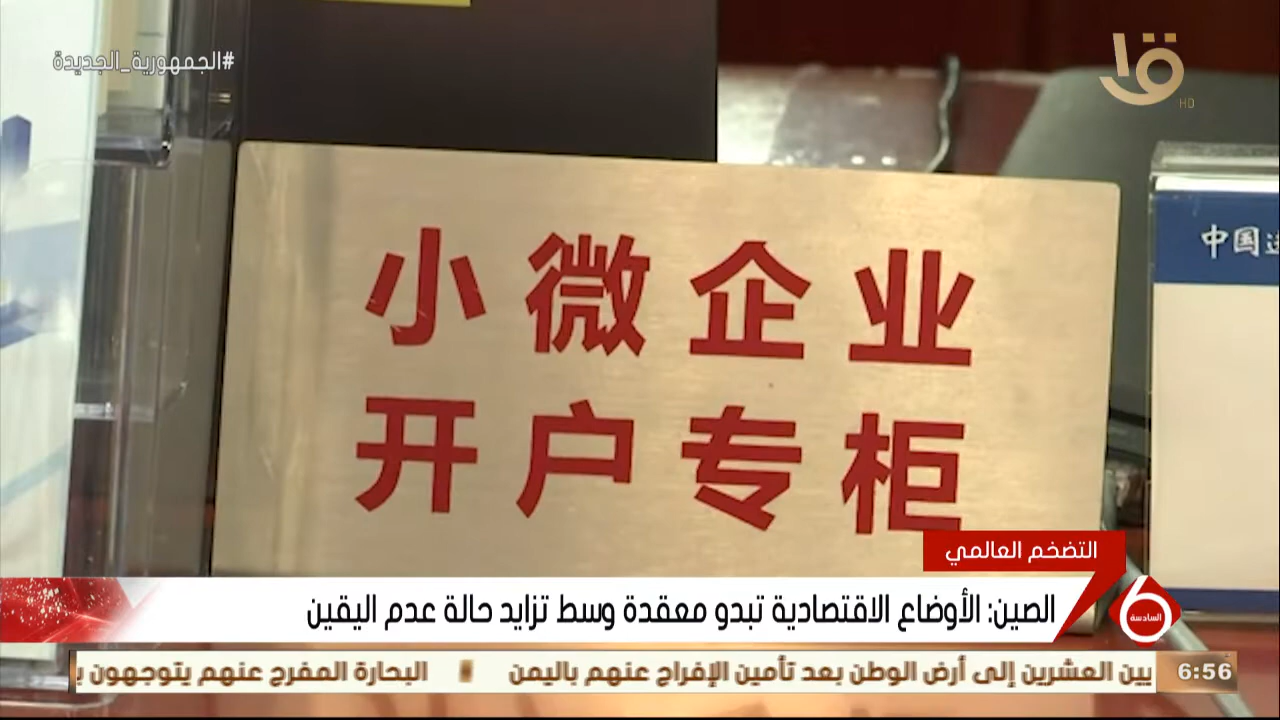 #الجمهورية_الجديدة
HD
中国
小微企业
开户专柜
التضخم العالمي
الصين: الأوضاع الاقتصادية تبدو معقدة وسط تزايد حالة عدم اليقين
السادسة
يين العشرين إلى أرض الوطن بعد تأمين الإفراج عنهم باليمن
البحارة المفرج عنهم يتوجهون
6:56